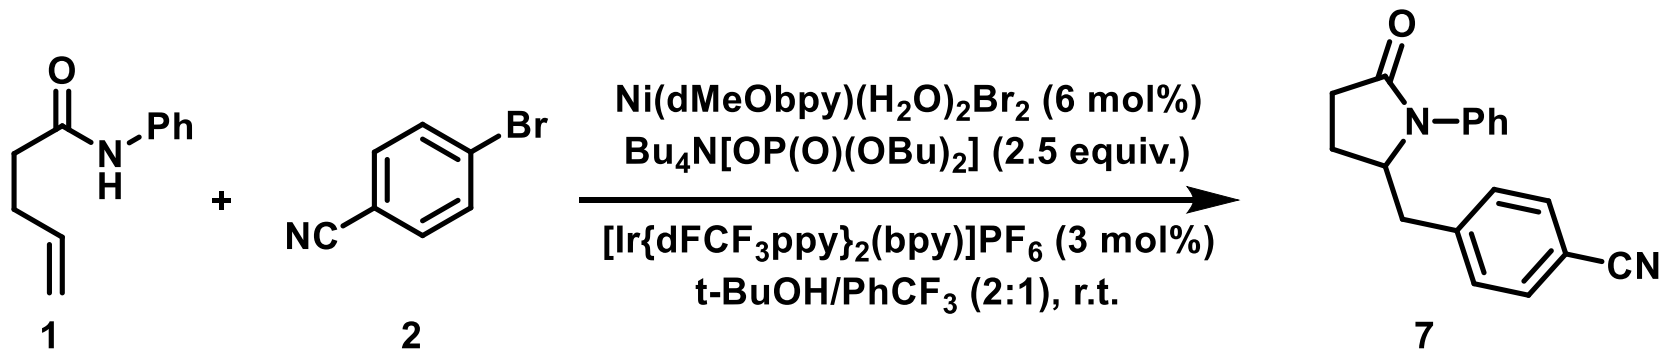 O
Ph
N
H
1
+
Br
NC
2
Ni(dMeObpy)(H₂O)₂Br₂ (6 mol%)
Bu₄N[OP(O)(OBu)₂] (2.5 equiv.)
[Ir{dFCF₃ppy}₂(bpy)]PF₆ (3 mol%)
t-BuOH/PhCF₃ (2:1), r.t.
O
N
Ph
CN
7